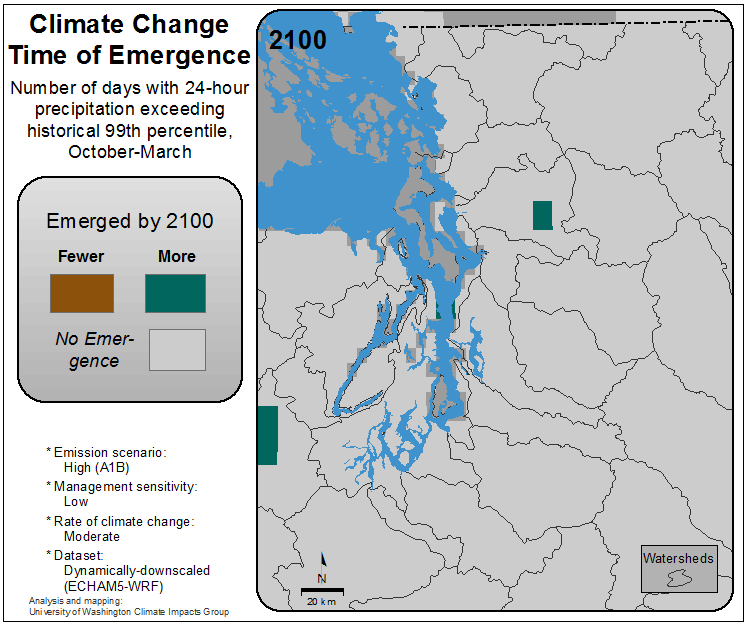 Climate Change
Time of Emergence
Number of days with 24-hour
precipitation exceeding
historical 99th percentile,
October-March
Emerged by 2100
Fewer
More
No Emer-
gence
* Emission scenario:
High (A1B)
* Management sensitivity:
Low
* Rate of climate change:
Moderate
* Dataset:
Dynamically-downscaled
(ECHAM5-WRF)
Analysis and mapping:
University of Washington Climate Impacts Group
2100
N
20 km
Watersheds